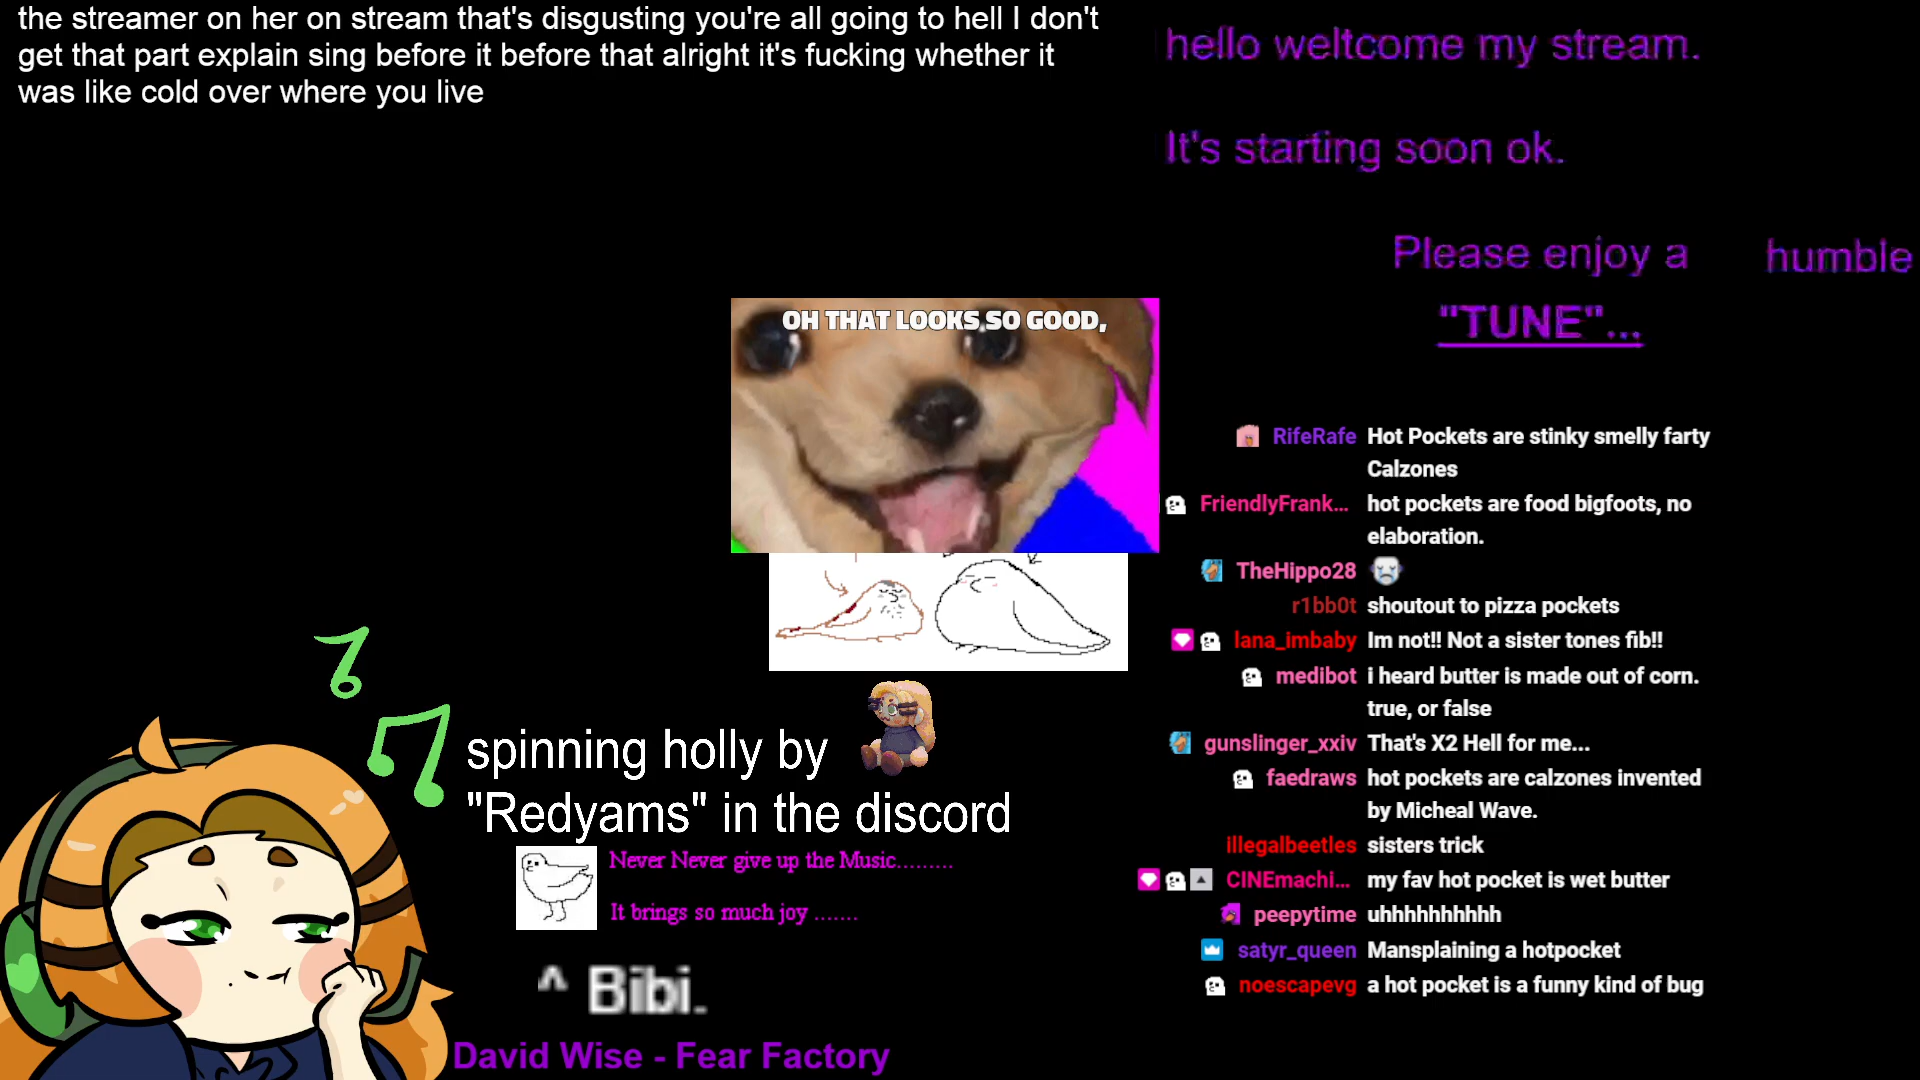 the streamer on her on stream that's disgusting you're all going to hell I don't
get that part explain sing before it before that alright it's fucking whether it
was like cold over where you live
hello weltcome my stream.
It's starting soon ok.
Please enjoy a humble
"TUNE"...
OH THAT LOOKS SO GOOD,
RifeRafe Hot Pockets are stinky smelly farty
Calzones
FriendlyFrank... hot pockets are food bigfoots, no
elaboration.
TheHippo28
r1bb0t shoutout to pizza pockets
lana_imbaby Im not!! Not a sister tones fib!!
medibot i heard butter is made out of corn.
true, or false
gunslinger_xxiv That's X2 Hell for me...
faedraws hot pockets are calzones invented
by Micheal Wave.
illegalbeetles sisters trick
CINEmachi... my fav hot pocket is wet butter
peepytime uhhhhhhhhhh
satyr_queen Mansplaining a hotpocket
noescapevg a hot pocket is a funny kind of bug
spinning holly by
"Redyams" in the discord
Never Never give up the Music.........
It brings so much joy .......
^ Bibi.
David Wise - Fear Factory